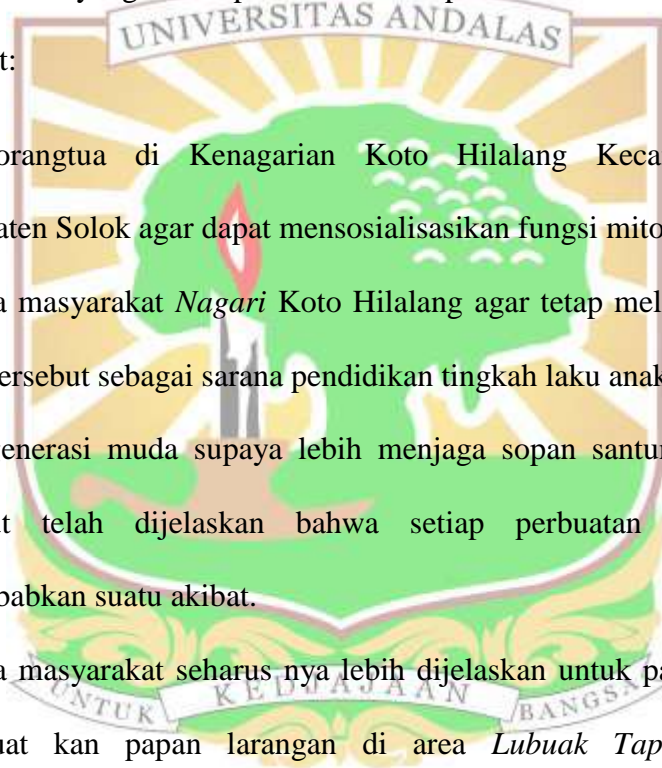 UNIVERSITAS ANDALAS
t:
orangtua di Kenagarian Koto Hilalang Keca
aten Solok agar dapat mensosialisasikan fungsi mito
a masyarakat Nagari Koto Hilalang agar tetap mel
tersebut sebagai sarana pendidikan tingkah laku anak
generasi muda supaya lebih menjaga sopan santun
t telah dijelaskan bahwa setiap perbuatan
babkan suatu akibat.
a masyarakat seharus nya lebih dijelaskan untuk pa
UNTUK KEDJAJAAN BANGSA
uat kan papan larangan di area Lubuak Tap